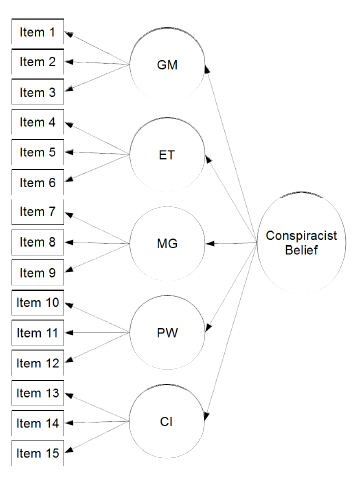 Item 1
Item 2
Item 3
Item 4
Item 5
Item 6
Item 7
Item 8
Item 9
Item 10
Item 11
Item 12
Item 13
Item 14
Item 15
GM
ET
MG
PW
CI
Conspiracist
Belief